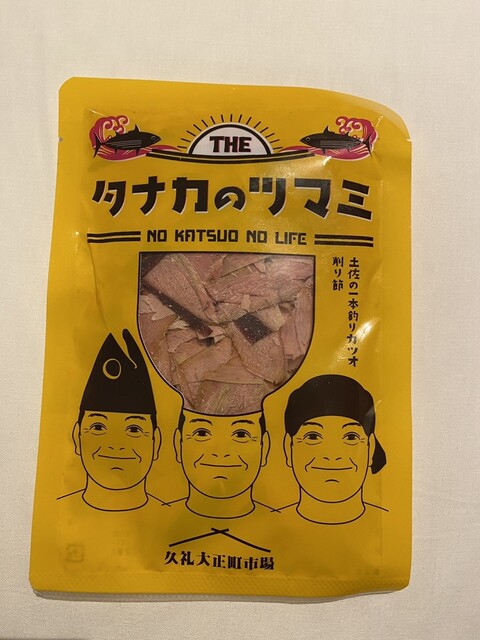 THE
タナカのツマミ
NO KATSUO NO LIFE
土佐の一本釣りカツオ
削り節
久礼大正町市場